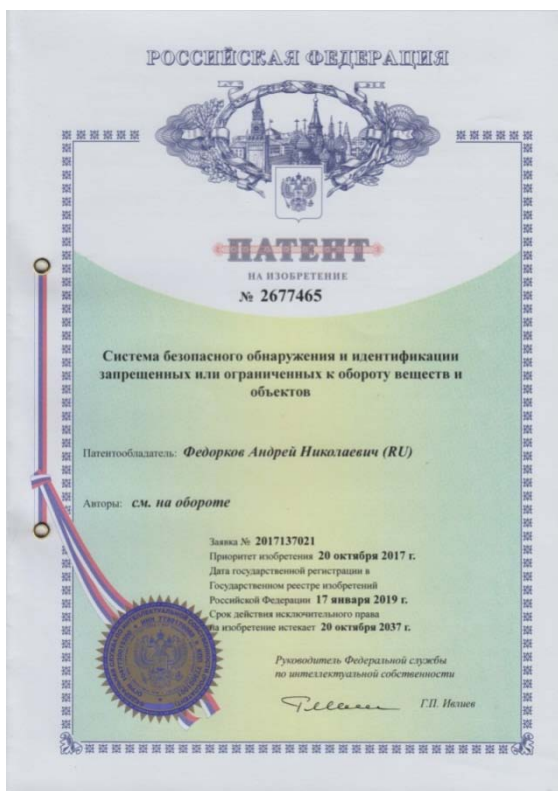 РОССИЙСКАЯ ФЕДЕРАЦИЯ
ПАТЕНТ
НА ИЗОБРЕТЕНИЕ
№ 2677465
Система безопасного обнаружения и идентификации
запрещенных или ограниченных к обороту веществ и
объектов
Патентообладатель: Федорков Андрей Николаевич (RU)
Авторы: см. на обороте
Заявка № 2017137021
Приоритет изобретения 20 октября 2017 г.
Дата государственной регистрации в
Государственном реестре изобретений
Российской Федерации 17 января 2019 г.
Срок действия исключительного права
на изобретение истекает 20 октября 2037 г.
Руководитель Федеральной службы
по интеллектуальной собственности
Г.П. Ивлиев